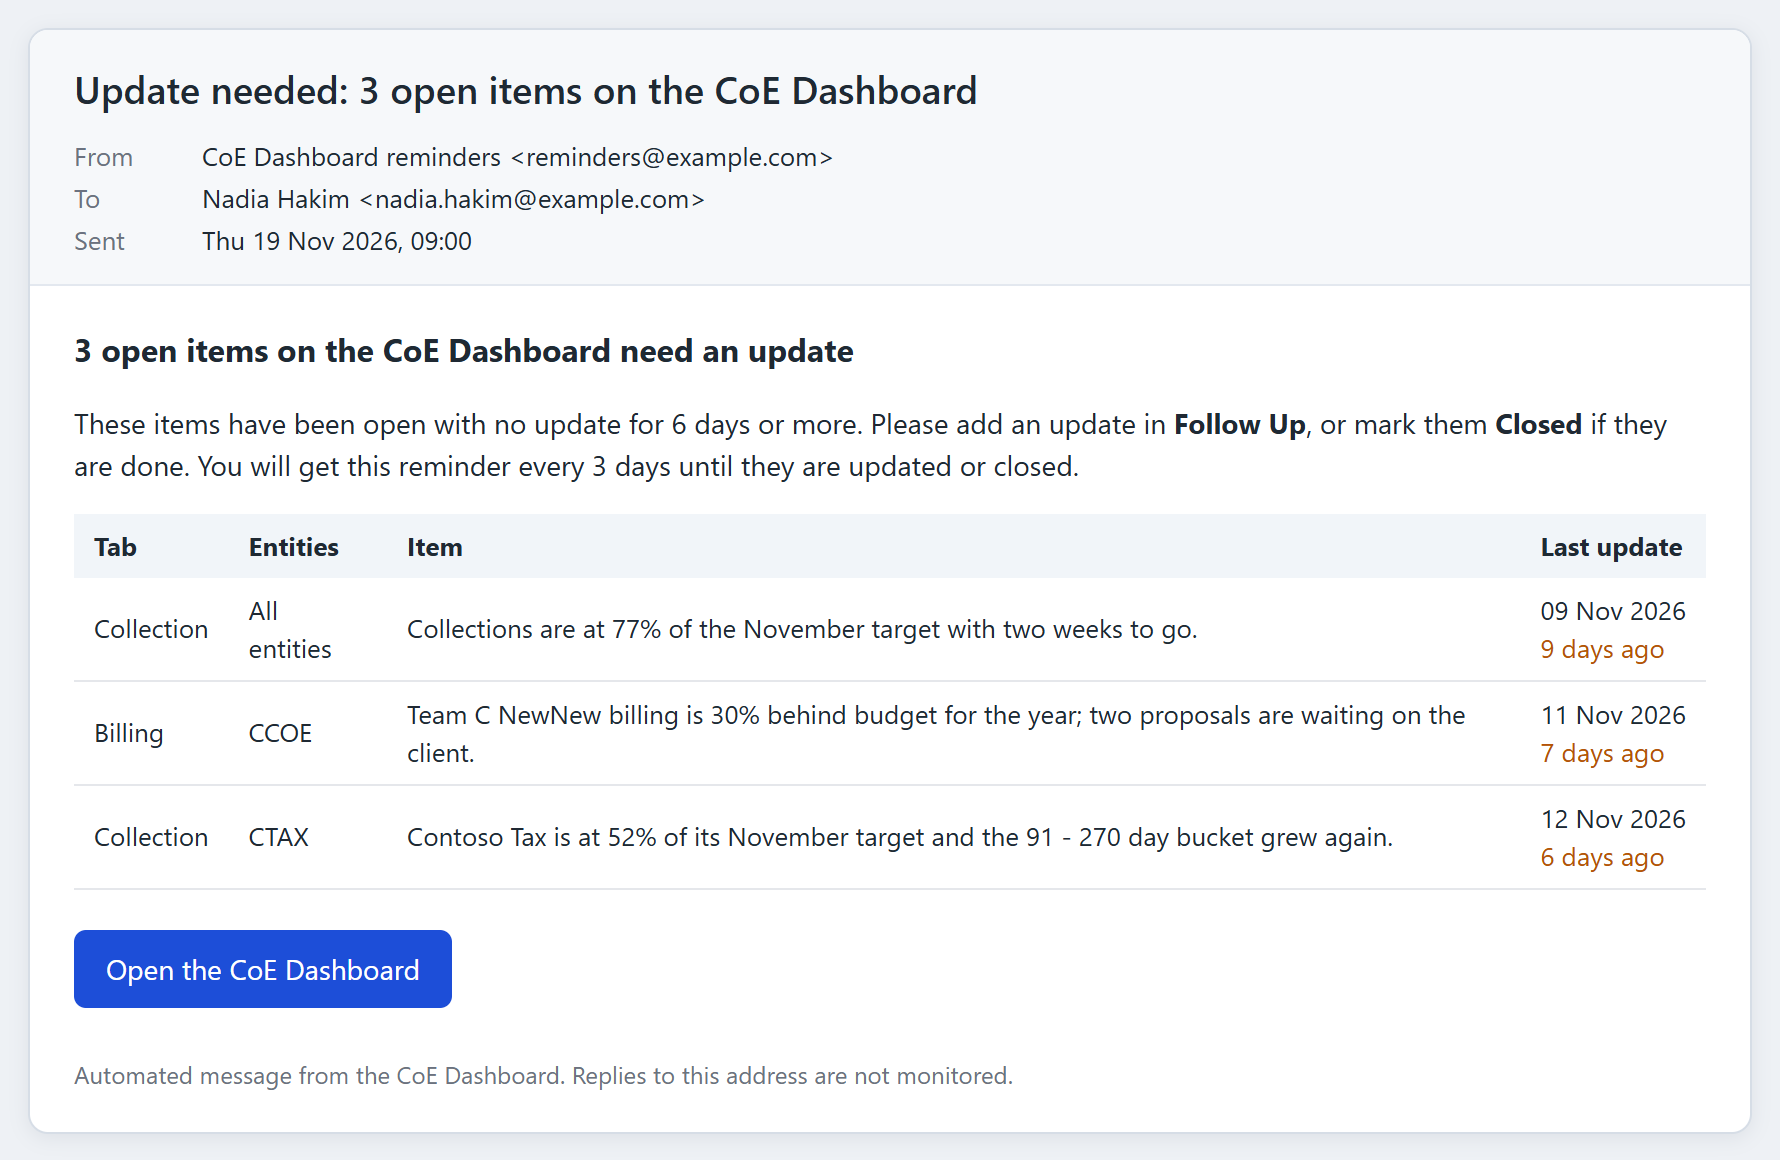 Update needed: 3 open items on the CoE Dashboard
From CoE Dashboard reminders <reminders@example.com>
To Nadia Hakim <nadia.hakim@example.com>
Sent Thu 19 Nov 2026, 09:00
3 open items on the CoE Dashboard need an update
These items have been open with no update for 6 days or more. Please add an update in Follow Up, or mark them Closed if they
are done. You will get this reminder every 3 days until they are updated or closed.
Tab Entities Item Last update
Collection All entities Collections are at 77% of the November target with two weeks to go. 09 Nov 2026 9 days ago
Billing CCOE Team C NewNew billing is 30% behind budget for the year; two proposals are waiting on the client. 11 Nov 2026 7 days ago
Collection CTAX Contoso Tax is at 52% of its November target and the 91 - 270 day bucket grew again. 12 Nov 2026 6 days ago
Open the CoE Dashboard
Automated message from the CoE Dashboard. Replies to this address are not monitored.